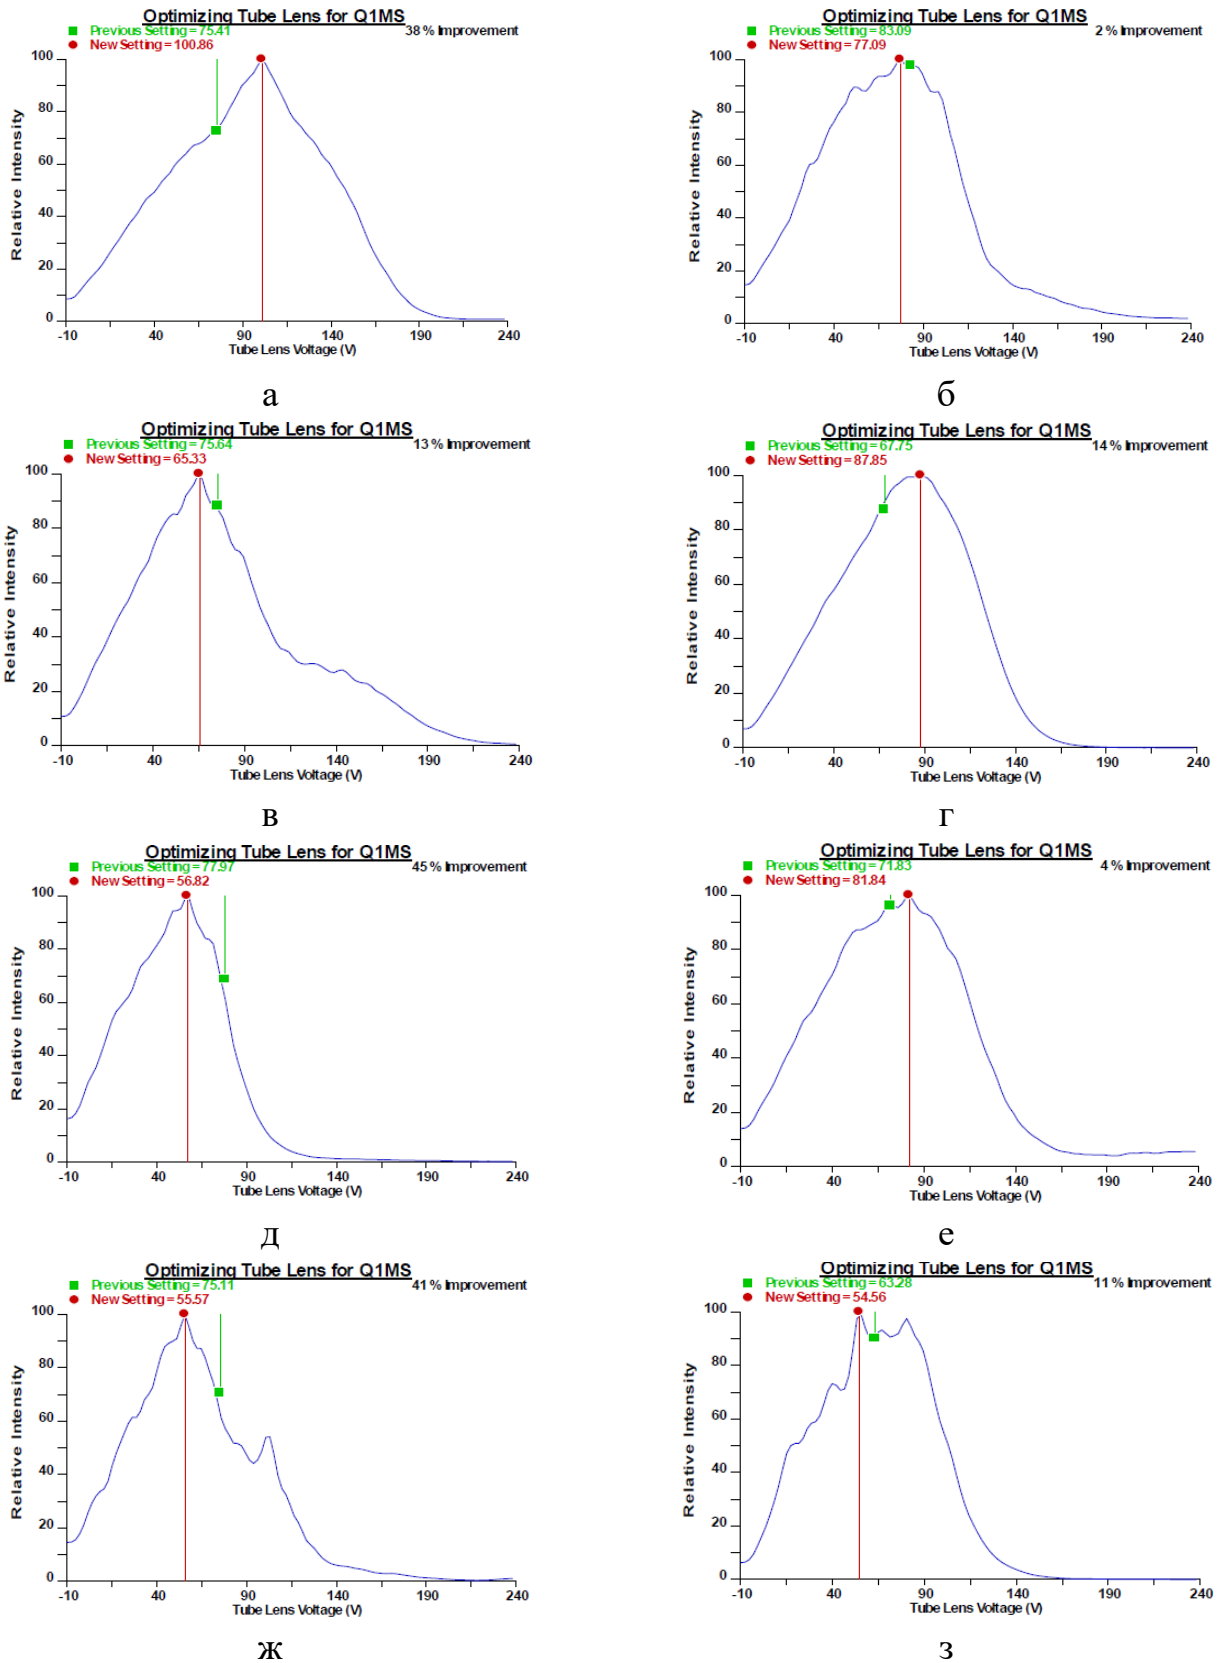 Optimizing Tube Lens for Q1MS
Previous Setting = 75.41
38 % Improvement
New Setting = 100.86
Relative Intensity
100
80
60
40
20
0
-10 40 90 140 190 240
Tube Lens Voltage (V)
а
Optimizing Tube Lens for Q1MS
Previous Setting = 83.09
2 % Improvement
New Setting = 77.09
Relative Intensity
100
80
60
40
20
0
-10 40 90 140 190 240
Tube Lens Voltage (V)
б
Optimizing Tube Lens for Q1MS
Previous Setting = 75.64
13 % Improvement
New Setting = 65.33
Relative Intensity
100
80
60
40
20
0
-10 40 90 140 190 240
Tube Lens Voltage (V)
в
Optimizing Tube Lens for Q1MS
Previous Setting = 67.75
14 % Improvement
New Setting = 87.85
Relative Intensity
100
80
60
40
20
0
-10 40 90 140 190 240
Tube Lens Voltage (V)
г
Optimizing Tube Lens for Q1MS
Previous Setting = 77.97
45 % Improvement
New Setting = 56.82
Relative Intensity
100
80
60
40
20
0
-10 40 90 140 190 240
Tube Lens Voltage (V)
д
Optimizing Tube Lens for Q1MS
Previous Setting = 71.83
4 % Improvement
New Setting = 81.84
Relative Intensity
100
80
60
40
20
0
-10 40 90 140 190 240
Tube Lens Voltage (V)
е
Optimizing Tube Lens for Q1MS
Previous Setting = 75.11
41 % Improvement
New Setting = 55.57
Relative Intensity
100
80
60
40
20
0
-10 40 90 140 190 240
Tube Lens Voltage (V)
ж
Optimizing Tube Lens for Q1MS
Previous Setting = 63.28
11 % Improvement
New Setting = 54.56
Relative Intensity
100
80
60
40
20
0
-10 40 90 140 190 240
Tube Lens Voltage (V)
з